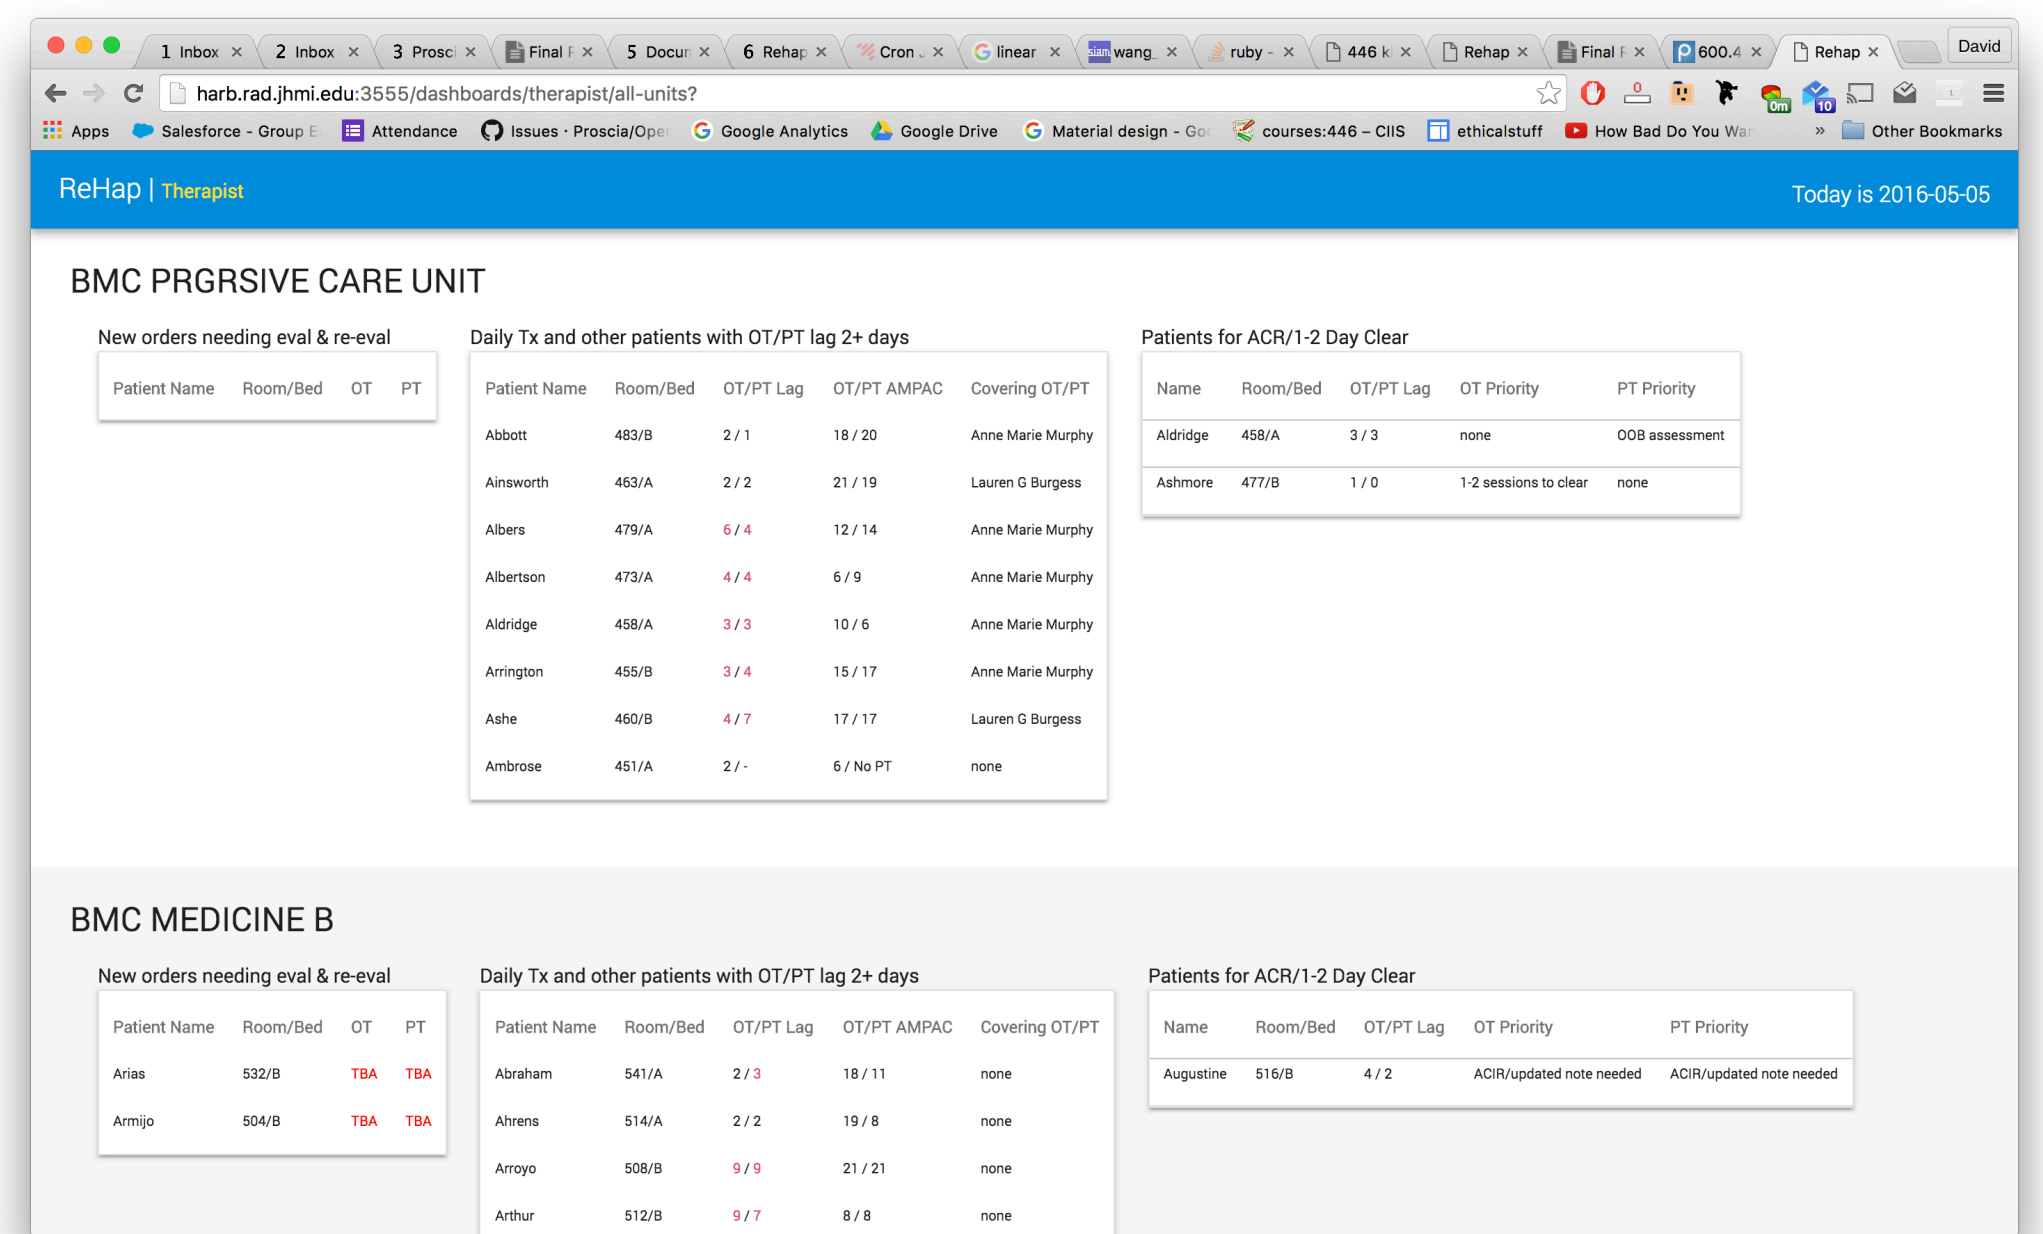 1 Inbox
2 Inbox
3 Prosci
Final F
5 Docum
6 Rehap
Cron J
linear
wang_
ruby -
446 ki
Rehap
Final F
600.4
Rehap
David
harb.rad.jhmi.edu:3555/dashboards/therapist/all-units?
0
0m
10
1
Apps Salesforce - Group E Attendance Issues · Proscia/Ope Google Analytics Google Drive Material design - Go courses:446 – CIIS ethicalstuff How Bad Do You Wa » Other Bookmarks
ReHap | Therapist
Today is 2016-05-05
BMC PRGRSIVE CARE UNIT
New orders needing eval & re-eval
Patient Name Room/Bed OT PT
Daily Tx and other patients with OT/PT lag 2+ days
Patient Name Room/Bed OT/PT Lag OT/PT AMPAC Covering OT/PT
Abbott 483/B 2 / 1 18 / 20 Anne Marie Murphy
Ainsworth 463/A 2 / 2 21 / 19 Lauren G Burgess
Albers 479/A 6 / 4 12 / 14 Anne Marie Murphy
Albertson 473/A 4 / 4 6 / 9 Anne Marie Murphy
Aldridge 458/A 3 / 3 10 / 6 Anne Marie Murphy
Arrington 455/B 3 / 4 15 / 17 Anne Marie Murphy
Ashe 460/B 4 / 7 17 / 17 Lauren G Burgess
Ambrose 451/A 2 / - 6 / No PT none
Patients for ACR/1-2 Day Clear
Name Room/Bed OT/PT Lag OT Priority PT Priority
Aldridge 458/A 3 / 3 none OOB assessment
Ashmore 477/B 1 / 0 1-2 sessions to clear none
BMC MEDICINE B
New orders needing eval & re-eval
Patient Name Room/Bed OT PT
Arias 532/B TBA TBA
Armijo 504/B TBA TBA
Daily Tx and other patients with OT/PT lag 2+ days
Patient Name Room/Bed OT/PT Lag OT/PT AMPAC Covering OT/PT
Abraham 541/A 2 / 3 18 / 11 none
Ahrens 514/A 2 / 2 19 / 8 none
Arroyo 508/B 9 / 9 21 / 21 none
Arthur 512/B 9 / 7 8 / 8 none
Patients for ACR/1-2 Day Clear
Name Room/Bed OT/PT Lag OT Priority PT Priority
Augustine 516/B 4 / 2 ACIR/updated note needed ACIR/updated note needed